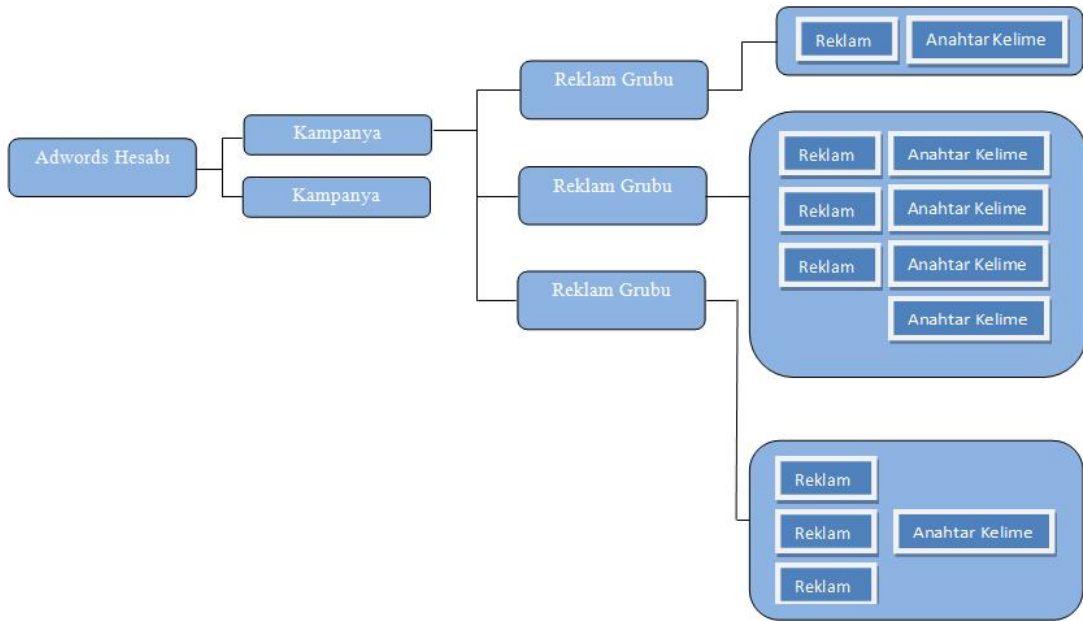 Adwords Hesabı
Kampanya
Kampanya
Reklam Grubu
Reklam Grubu
Reklam Grubu
Reklam Anahtar Kelime
Reklam Anahtar Kelime
Reklam Anahtar Kelime
Reklam Anahtar Kelime
Anahtar Kelime
Reklam
Reklam Anahtar Kelime
Reklam